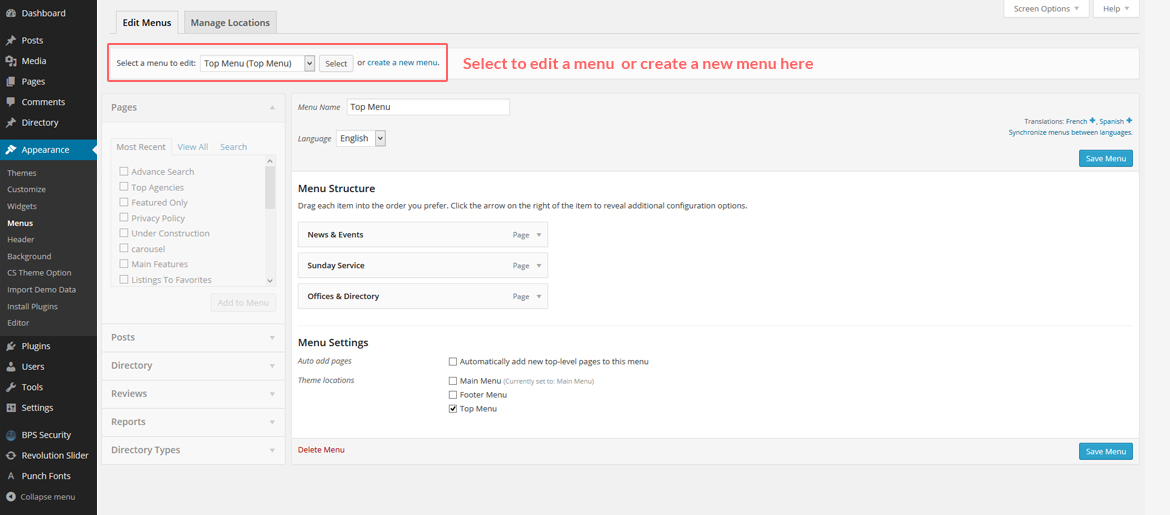 Dashboard
Posts
Media
Pages
Comments
Directory
Appearance
Themes
Customize
Widgets
Menus
Header
Background
CS Theme Option
Import Demo Data
Install Plugins
Editor
Plugins
Users
Tools
Settings
BPS Security
Revolution Slider
Punch Fonts
Collapse menu
Screen Options
Help
Edit Menus
Manage Locations
Select a menu to edit: Top Menu (Top Menu) Select or create a new menu.
Select to edit a menu or create a new menu here
Pages
Most Recent View All Search
Advance Search
Top Agencies
Featured Only
Privacy Policy
Under Construction
carousel
Main Features
Listings To Favorites
Add to Menu
Posts
Directory
Reviews
Reports
Directory Types
Menu Name Top Menu
Language English
Translations: French +, Spanish +
Synchronize menus between languages.
Save Menu
Menu Structure
Drag each item into the order you prefer. Click the arrow on the right of the item to reveal additional configuration options.
News & Events Page
Sunday Service Page
Offices & Directory Page
Menu Settings
Auto add pages Automatically add new top-level pages to this menu
Theme locations Main Menu (Currently set to: Main Menu)
Footer Menu
Top Menu
Delete Menu
Save Menu